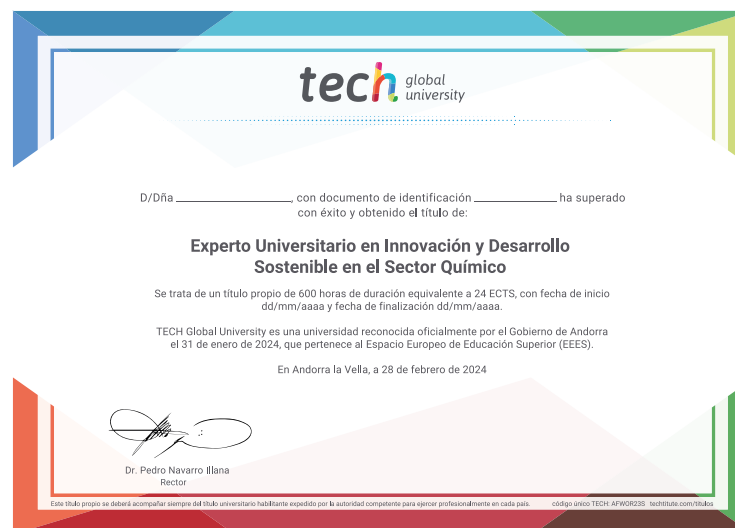 tech global university
D/Dña ______________, con documento de identificación __________ ha superado
con éxito y obtenido el título de:
Experto Universitario en Innovación y Desarrollo
Sostenible en el Sector Químico
Se trata de un título propio de 600 horas de duración equivalente a 24 ECTS, con fecha de inicio
dd/mm/aaaa y fecha de finalización dd/mm/aaaa.
TECH Global University es una universidad reconocida oficialmente por el Gobierno de Andorra
el 31 de enero de 2024, que pertenece al Espacio Europeo de Educación Superior (EEES).
En Andorra la Vella, a 28 de febrero de 2024
Dr. Pedro Navarro Illana
Rector
Este título propio se deberá acompañar siempre del título universitario habilitante expedido por la autoridad competente para ejercer profesionalmente en cada país. código único TECH: AFWOR23S techtitute.com/titulos